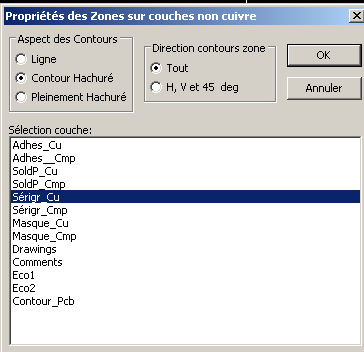 Propriétés des Zones sur couches non cuivre
Aspect des Contours
Ligne
Contour Hachuré
Pleinement Hachuré
Direction contours zone
Tout
H, V et 45 deg
OK
Annuler
Sélection couche:
Adhes_Cu
Adhes__Cmp
SoldP_Cu
SoldP_Cmp
Sérigr_Cu
Sérigr_Cmp
Masque_Cu
Masque_Cmp
Drawings
Comments
Eco1
Eco2
Contour_Pcb